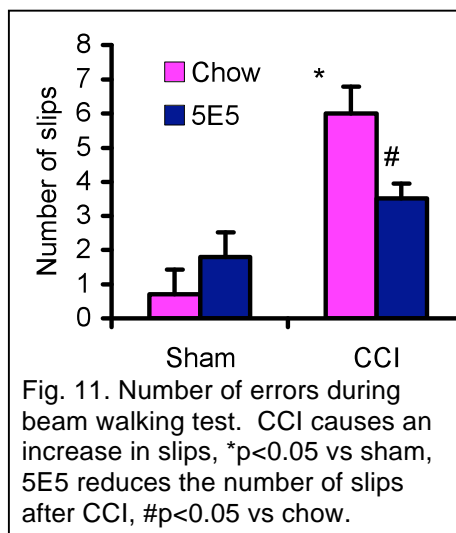 8
7
6
5
4
3
2
1
0
Number of slips
Chow
5E5
*
#
Sham CCI
Fig. 11. Number of errors during
beam walking test. CCI causes an
increase in slips, *p<0.05 vs sham,
5E5 reduces the number of slips
after CCI, #p<0.05 vs chow.